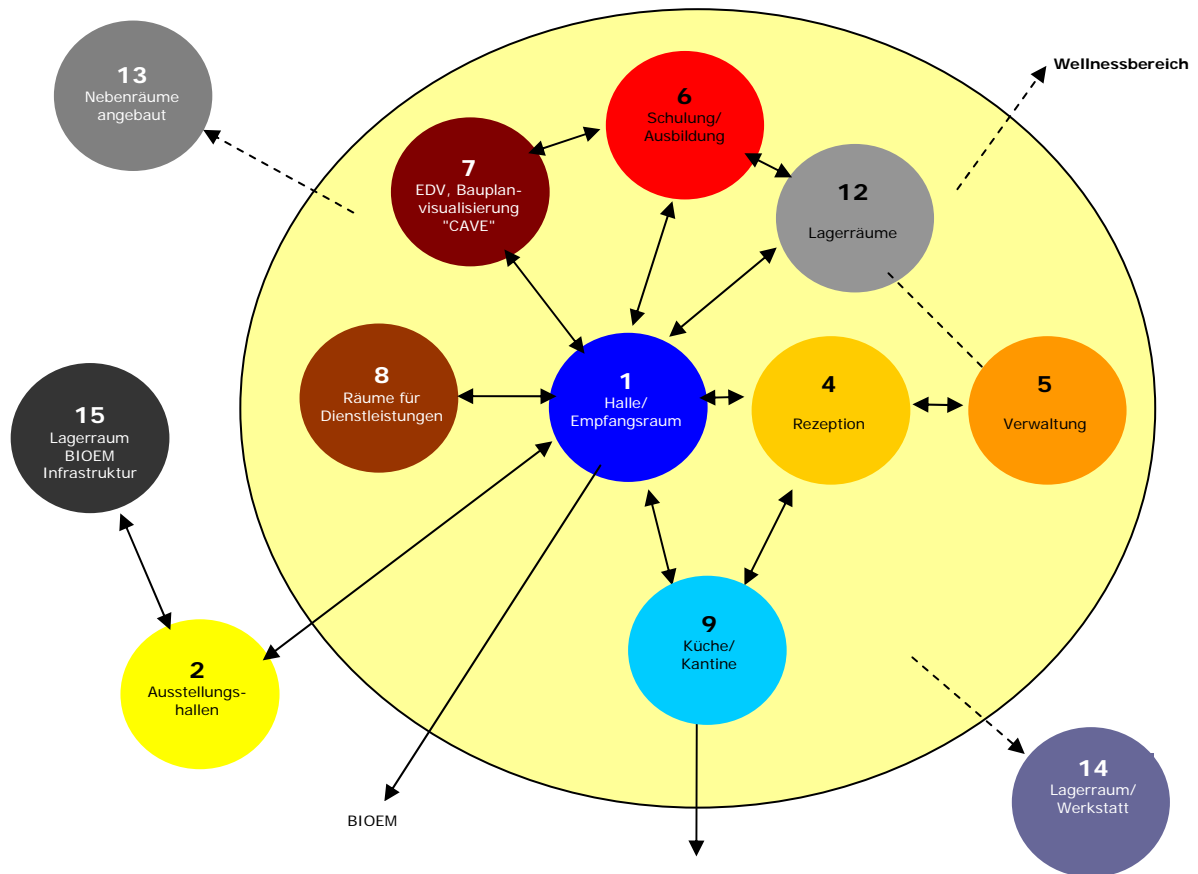 Wellnessbereich
13
Nebenräume
angebaut
6
Schulung/
Ausbildung
7
EDV, Bauplan-
visualisierung
"CAVE"
12
Lagerräume
8
Räume für
Dienstleistungen
1
Halle/
Empfangsraum
4
Rezeption
5
Verwaltung
15
Lagerraum
BIOEM
Infrastruktur
9
Küche/
Kantine
2
Ausstellungs-
hallen
14
Lagerraum/
Werkstatt
BIOEM